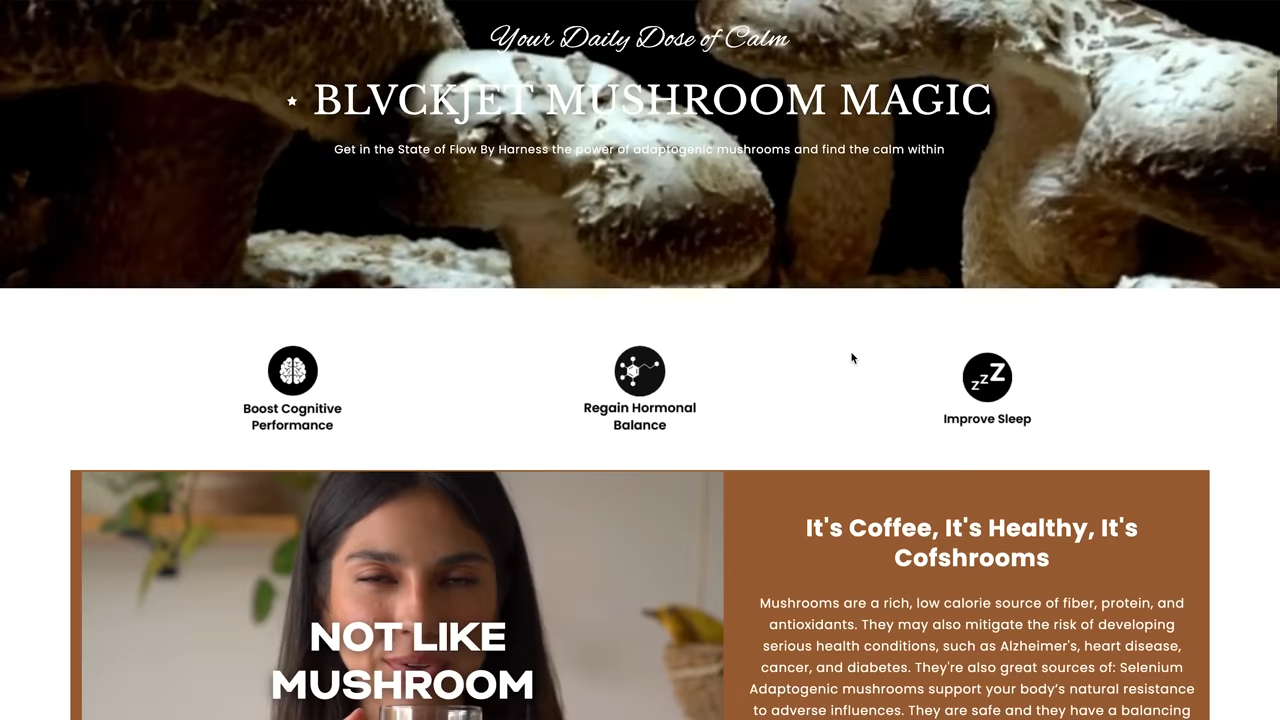 Your Daily Dose of Calm
BLVCKJET MUSHROOM MAGIC
Get in the State of Flow By Harness the power of adaptogenic mushrooms and find the calm within
Boost Cognitive
Performance
Regain Hormonal
Balance
zzZ
Improve Sleep
NOT LIKE
MUSHROOM
It's Coffee, It's Healthy, It's
Cofshrooms
Mushrooms are a rich, low calorie source of fiber, protein, and
antioxidants. They may also mitigate the risk of developing
serious health conditions, such as Alzheimer's, heart disease,
cancer, and diabetes. They're also great sources of: Selenium
Adaptogenic mushrooms support your body’s natural resistance
to adverse influences. They are safe and they have a balancing